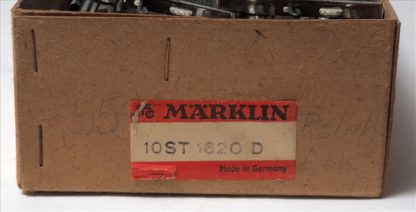 MÄRKLIN
10ST 1620 D
Made in Germany